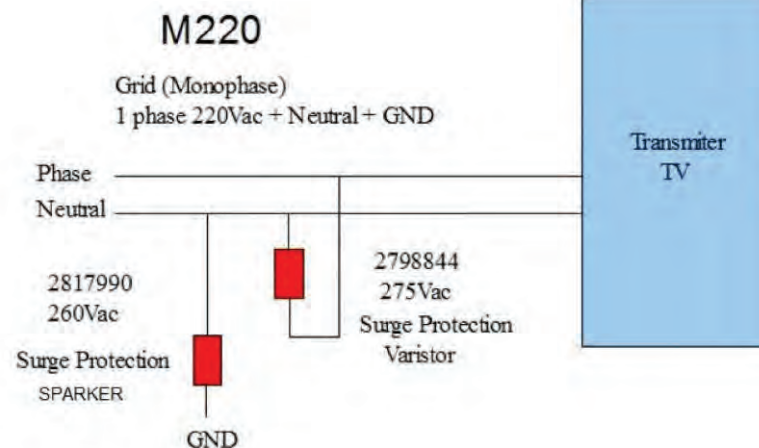 M220
Grid (Monophase)
1 phase 220Vac + Neutral + GND
Transmiter
TV
Phase
Neutral
2817990
260Vac
Surge Protection
SPARKER
2798844
275Vac
Surge Protection
Varistor
GND